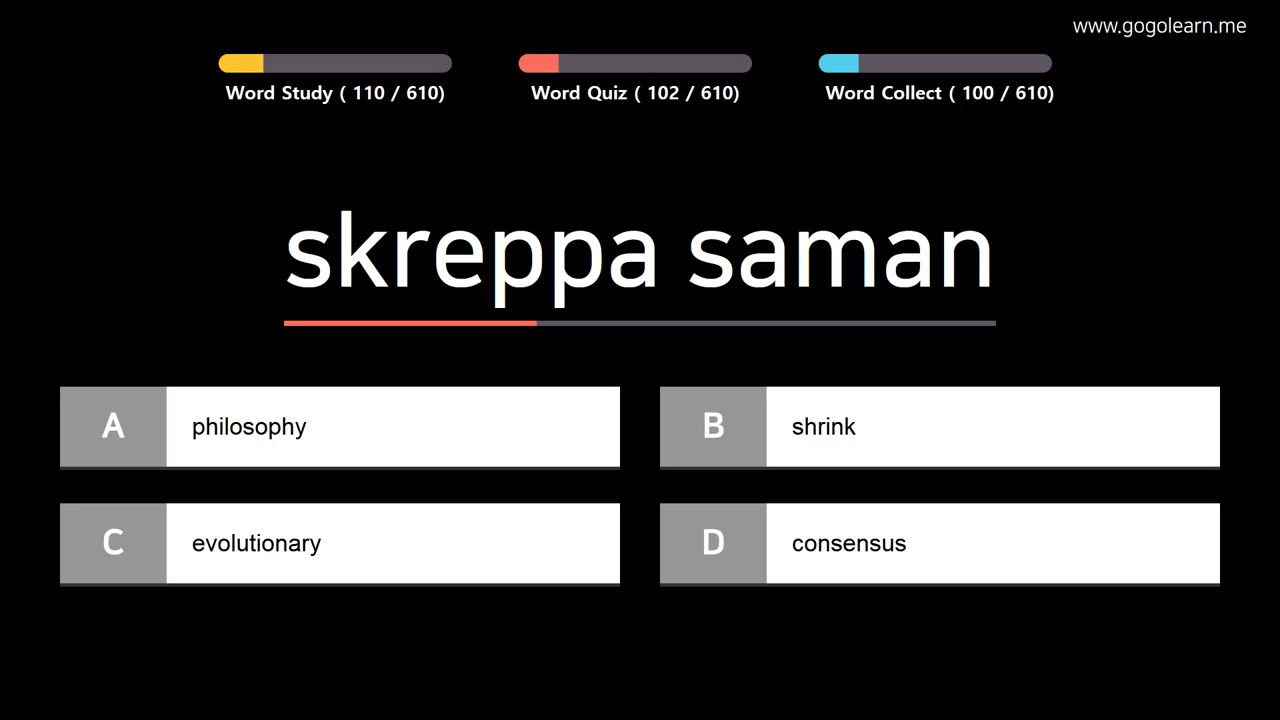 www.gogolearn.me
Word Study ( 110 / 610)
Word Quiz ( 102 / 610)
Word Collect ( 100 / 610)
skreppa saman
A philosophy
B shrink
C evolutionary
D consensus